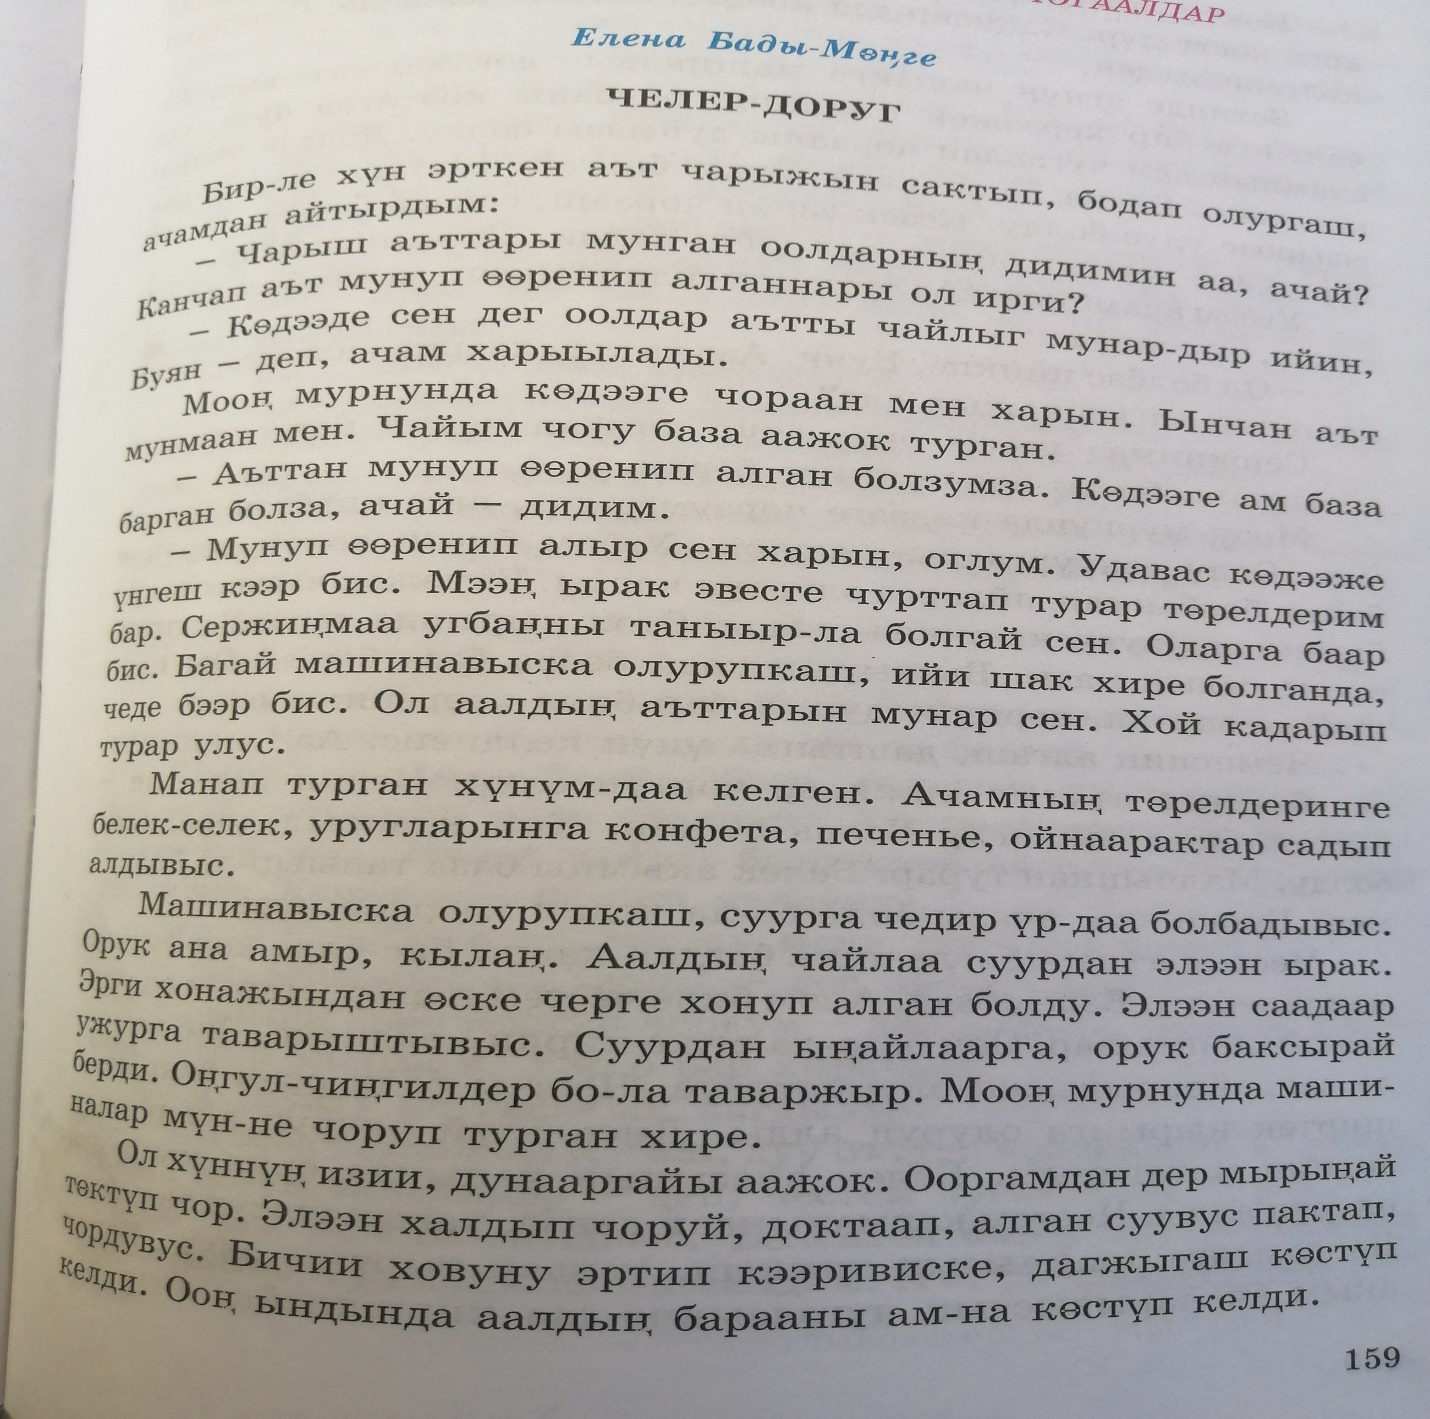 Елена Бады-Мөңге
ЧЕЛЕР-ДОРУГ
Бир-ле хүн эрткен аът чарыжын сактып, бодап олургаш,
ачамдан айтырдым:
– Чарыш аъттары мунган оолдарның дидимин аа, ачай?
Канчап аът мунуп өөренип алганнары ол ирги?
– Көдээде сен дег оолдар аътты чайлыг мунар-дыр ийин,
Буян – деп, ачам харыылады.
Мооң мурнунда көдээге чораан мен харын. Ынчан аът
мунмаан мен. Чайым чогу база аажок турган.
– Аъттан мунуп өөренип алган болзумза. Көдээге ам база
барган болза, ачай — дидим.
– Мунуп өөренип алыр сен харын, оглум. Удавас көдээже
үнгеш кээр бис. Мээң ырак эвесте чурттап турар төрелдерим
бар. Сержиңмаа угбаңны таныыр-ла болгай сен. Оларга баар
бис. Багай машинавыска олурупкаш, ийи шак хире болганда,
чеде бээр бис. Ол аалдың аъттарын мунар сен. Хой кадарып
турар улус.
Манап турган хүнүм-даа келген. Ачамның төрелдеринге
белек-селек, уругларынга конфета, печенье, ойнаарактар садып
алдывыс.
Машинавыска олурупкаш, суурга чедир үр-даа болбадывыс.
Орук ана амыр, кылаң. Аалдың чайлаа суурдан элээн ырак.
Эрги хонажындан өске черге хонуп алган болду. Элээн саадаар
ужурга таварыштывыс. Суурдан ыңайлаарга, орук баксырай
берди. Оңгул-чиңгилдер бо-ла таваржыр. Мооң мурнунда маши-
налар мүн-не чоруп турган хире.
Ол хүннүң изии, дунааргайы аажок. Ооргамдан дер мырыңай
төктүп чор. Элээн халдып чоруй, доктаап, алган суувус пактап,
чордувус. Бичии ховуну эртип кээривиске, дагжыгаш көстүп
келди. Ооң ындында аалдың барааны ам-на көстүп келди.
159